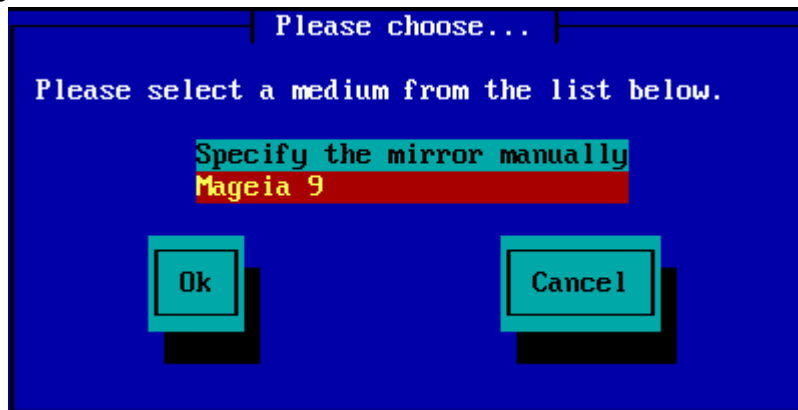 Please choose...
Please select a medium from the list below.
Specify the mirror manually
Mageia 9
Ok
Cancel